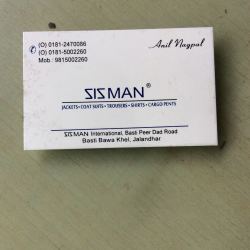 (O) 0181-2470086 Anil Nagpal
(O) 0181-5002260
Mob.: 9815002260
SISMAN®
JACKETS•COAT SUITS•TROUSERS•SHIRTS•CARGO PENTS
SISMAN International, Basti Peer Dad Road
Basti Bawa Khel, Jalandhar